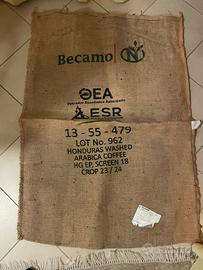 Becamo
N
OEA
Operador Económico Autorizado
ESR
13-55-479
LOT No. 962
HONDURAS WASHED
ARABICA COFFEE
HG EP, SCREEN 18
CROP 23/24